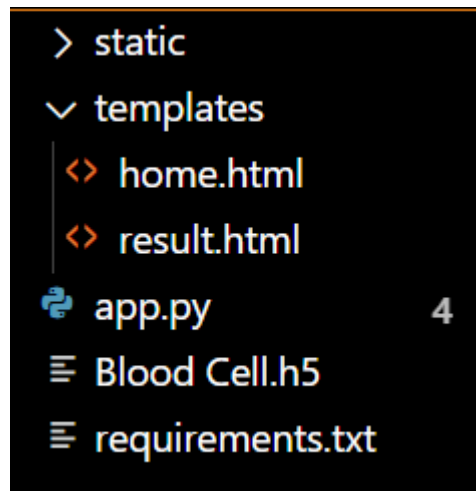 static
templates
home.html
result.html
app.py 4
Blood Cell.h5
requirements.txt